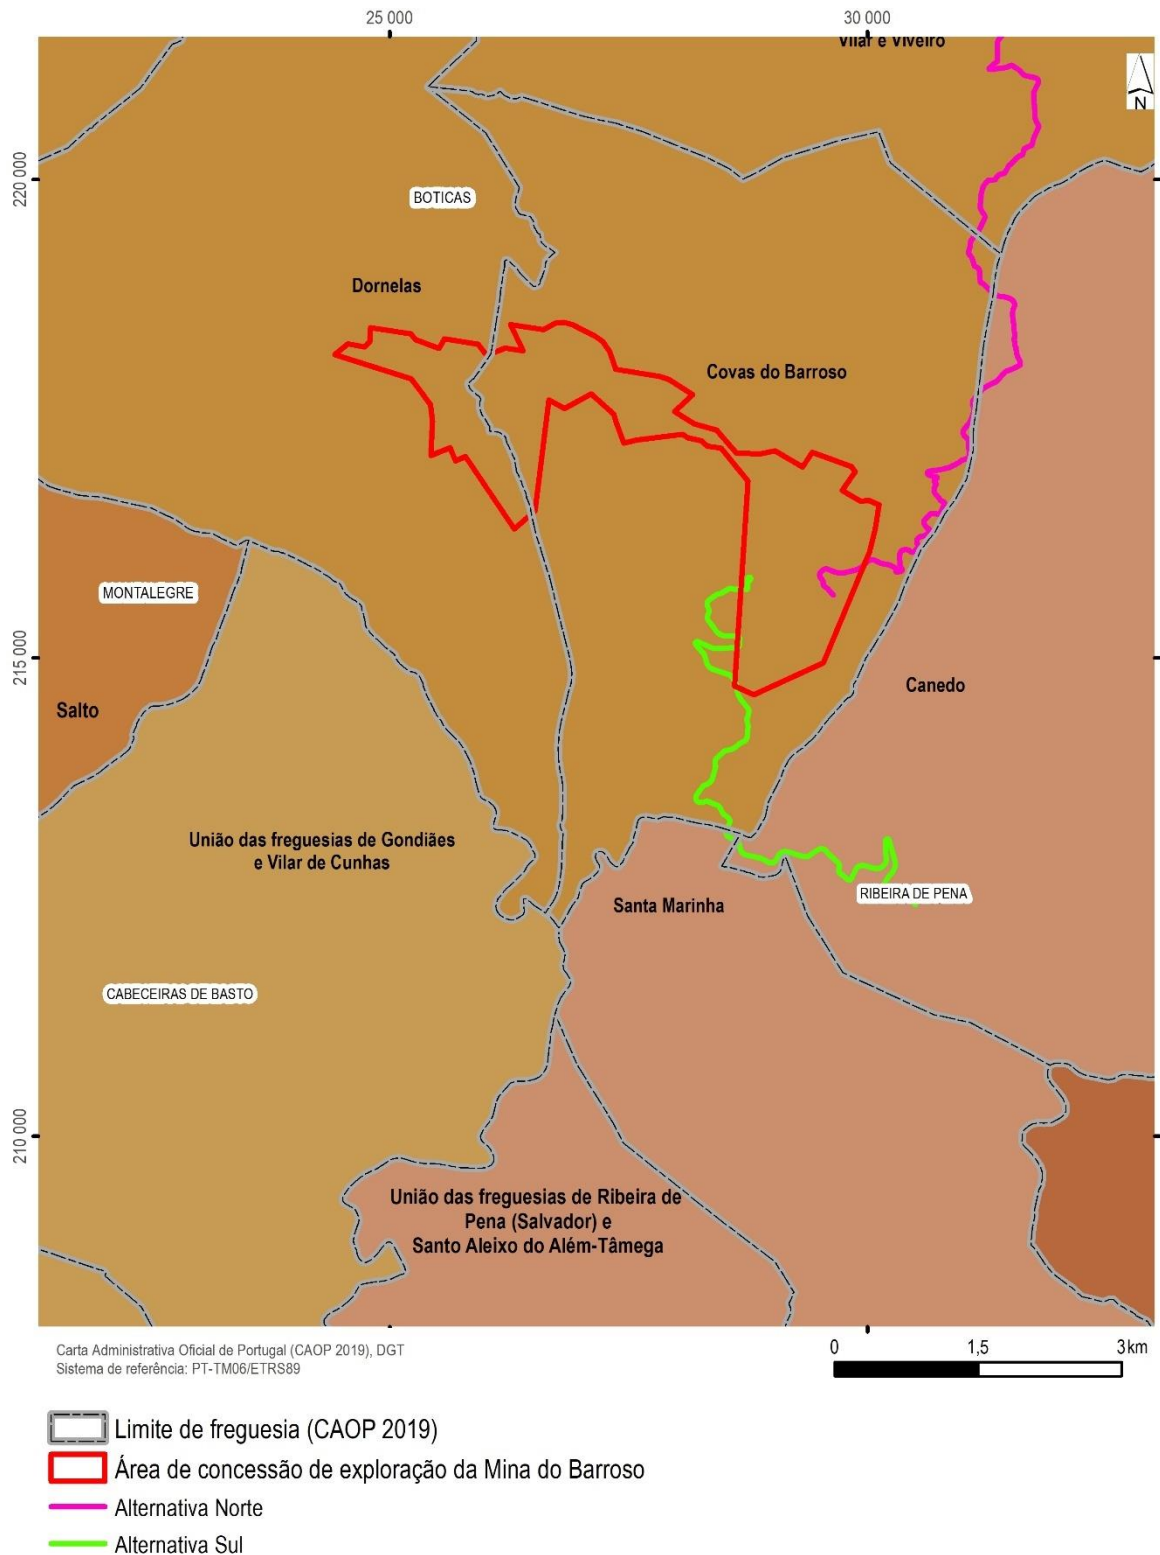 25 000
30 000
Vilar e Viveiro
N
220 000
BOTICAS
Dornelas
Covas do Barroso
MONTALEGRE
215 000
Salto
Canedo
União das freguesias de Gondiães
e Vilar de Cunhas
RIBEIRA DE PENA
Santa Marinha
CABECEIRAS DE BASTO
210 000
União das freguesias de Ribeira de
Pena (Salvador) e
Santo Aleixo do Além-Tâmega
Carta Administrativa Oficial de Portugal (CAOP 2019), DGT
Sistema de referência: PT-TM06/ETRS89
0 1,5 3km
Limite de freguesia (CAOP 2019)
Área de concessão de exploração da Mina do Barroso
Alternativa Norte
Alternativa Sul